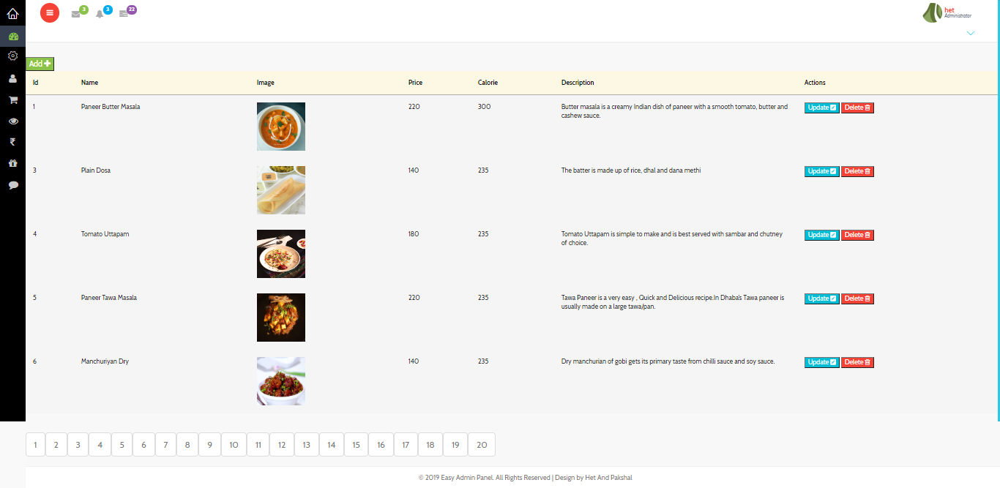 3 3 22
het
Administrator
Add
Id Name Image Price Calorie Description Actions
1 Paneer Butter Masala 220 300 Butter masala is a creamy Indian dish of paneer with a smooth tomato, butter and Update Delete
cashew sauce.
3 Plain Dosa 140 235 The batter is made up of rice, dhal and dana methi Update Delete
4 Tomato Uttapam 180 235 Tomato Uttapam is simple to make and is best served with sambar and chutney Update Delete
of choice.
5 Paneer Tawa Masala 220 235 Tawa Paneer is a very easy , Quick and Delicious recipe.In Dhaba's Tawa paneer is Update Delete
usually made on a large tawa/pan.
6 Manchuriyan Dry 140 235 Dry manchurian of gobi gets its primary taste from chilli sauce and soy sauce. Update Delete
1 2 3 4 5 6 7 8 9 10 11 12 13 14 15 16 17 18 19 20
© 2019 Easy Admin Panel. All Rights Reserved | Design by Het And Pakshal